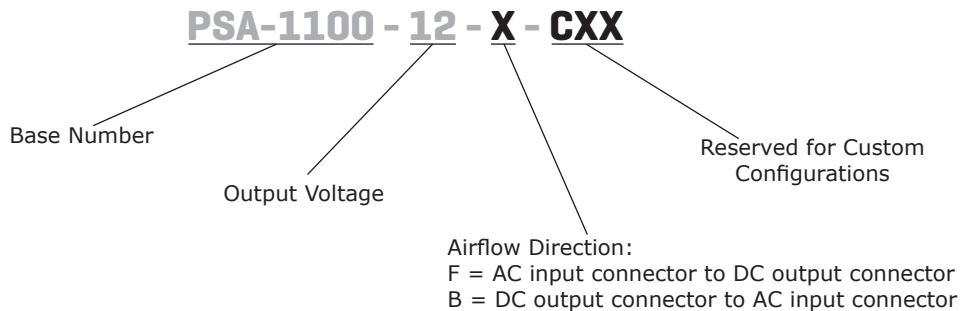 PSA-1100 - 12 - X - CXX
Base Number
Output Voltage
Reserved for Custom
Configurations
Airflow Direction:
F = AC input connector to DC output connector
B = DC output connector to AC input connector